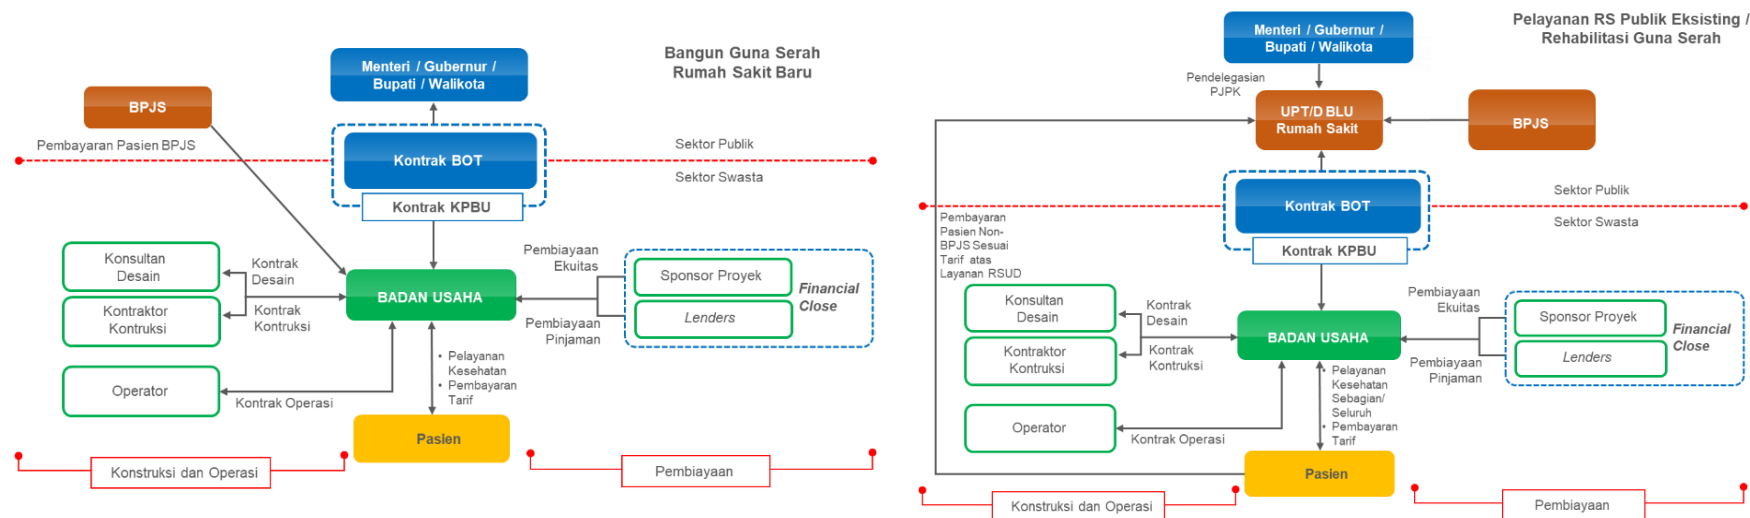 Bangun Guna Serah
Rumah Sakit Baru
Menteri / Gubernur /
Bupati / Walikota
BPJS
Pembayaran Pasien BPJS
Kontrak BOT
Sektor Publik
Sektor Swasta
Kontrak KPBU
Konsultan
Desain
Kontrak
Desain
Kontraktor
Kontruksi
Kontrak
Kontruksi
BADAN USAHA
Pembiayaan
Ekuitas
Pembiayaan
Pinjaman
Sponsor Proyek
Lenders
Financial
Close
Operator
Kontrak Operasi
• Pelayanan
Kesehatan
• Pembayaran
Tarif
Pasien
Konstruksi dan Operasi
Pembiayaan
Pelayanan RS Publik Eksisting /
Rehabilitasi Guna Serah
Menteri / Gubernur /
Bupati / Walikota
Pendelegasian
PJPK
UPT/D BLU
Rumah Sakit
BPJS
Kontrak BOT
Sektor Publik
Sektor Swasta
Kontrak KPBU
Pembayaran
Pasien Non-
BPJS Sesuai
Tarif atas
Layanan RSUD
Konsultan
Desain
Kontrak
Desain
Kontraktor
Kontruksi
Kontrak
Kontruksi
BADAN USAHA
Pembiayaan
Ekuitas
Pembiayaan
Pinjaman
Sponsor Proyek
Lenders
Financial
Close
Operator
Kontrak Operasi
• Pelayanan
Kesehatan
Sebagian/
Seluruh
• Pembayaran
Tarif
Pasien
Konstruksi dan Operasi
Pembiayaan